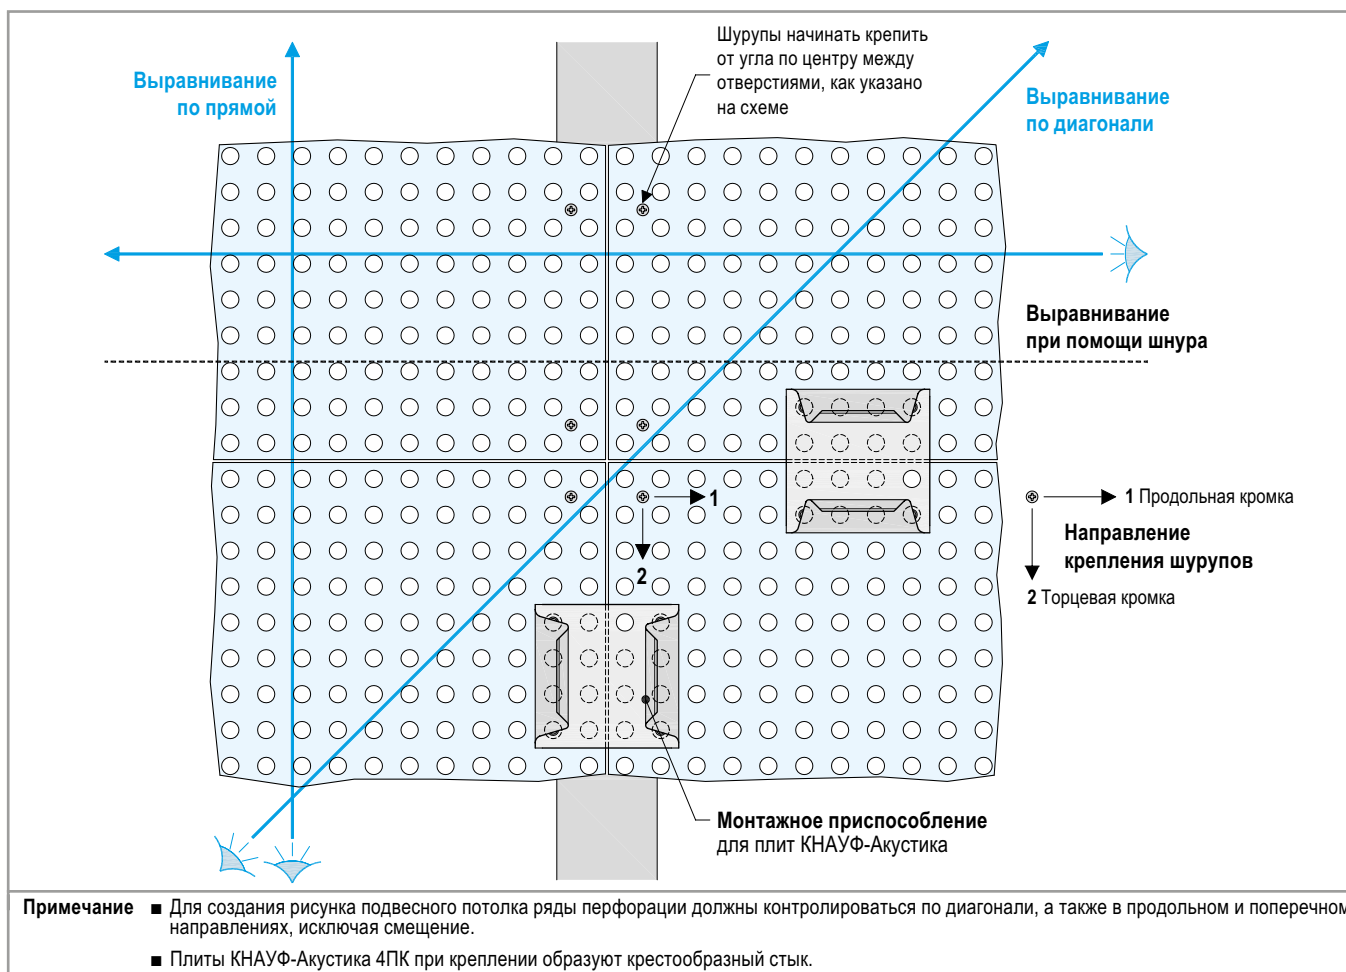 Шурупы начинать крепить
от угла по центру между
отверстиями, как указано
на схеме
Выравнивание
по прямой
Выравнивание
по диагонали
Выравнивание
при помощи шнура
1
2
1 Продольная кромка
Направление
крепления шурупов
2 Торцевая кромка
Монтажное приспособление
для плит КНАУФ-Акустика
Примечание ■ Для создания рисунка подвесного потолка ряды перфорации должны контролироваться по диагонали, а также в продольном и поперечном
направлениях, исключая смещение.
■ Плиты КНАУФ-Акустика 4ПК при креплении образуют крестообразный стык.